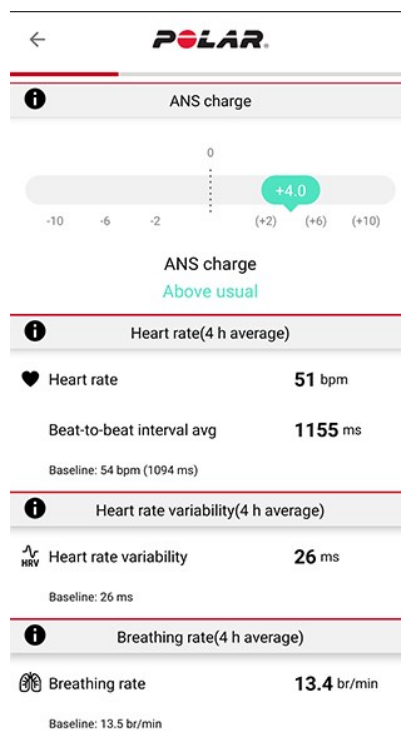 POLAR.
ANS charge
0
+4.0
-10 -6 -2 (+2) (+6) (+10)
ANS charge
Above usual
Heart rate(4 h average)
Heart rate 51 bpm
Beat-to-beat interval avg 1155 ms
Baseline: 54 bpm (1094 ms)
Heart rate variability(4 h average)
HRV Heart rate variability 26 ms
Baseline: 26 ms
Breathing rate(4 h average)
Breathing rate 13.4 br/min
Baseline: 13.5 br/min